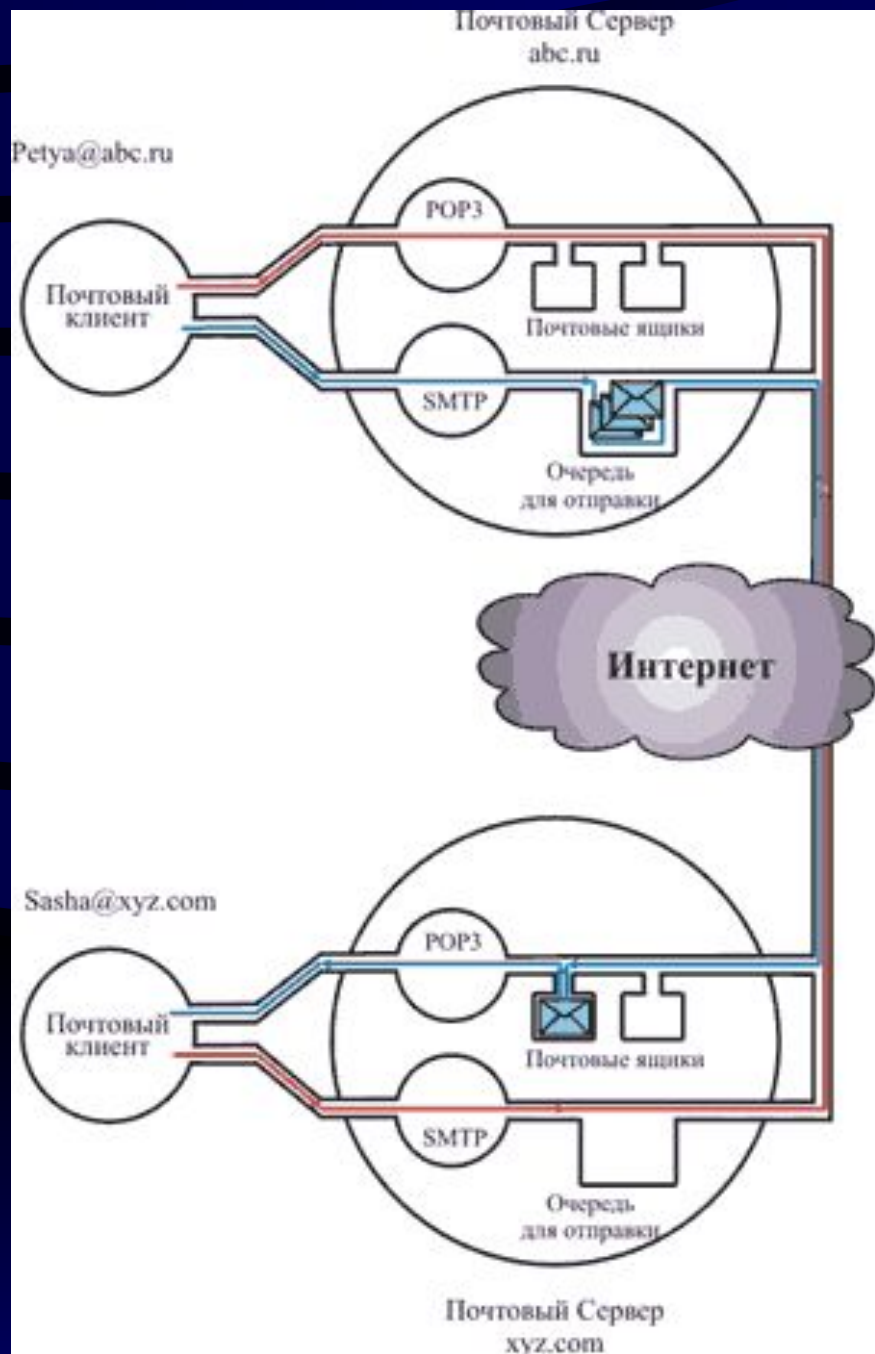 Почтовый Сервер
abc.ru
Petya@abc.ru
POP3
Почтовый
клиент
Почтовые ящики
SMTP
Очередь
для отправки
Интернет
Sasha@xyz.com
POP3
Почтовый
клиент
Почтовые ящики
SMTP
Очередь
для отправки
Почтовый Сервер
xyz.com